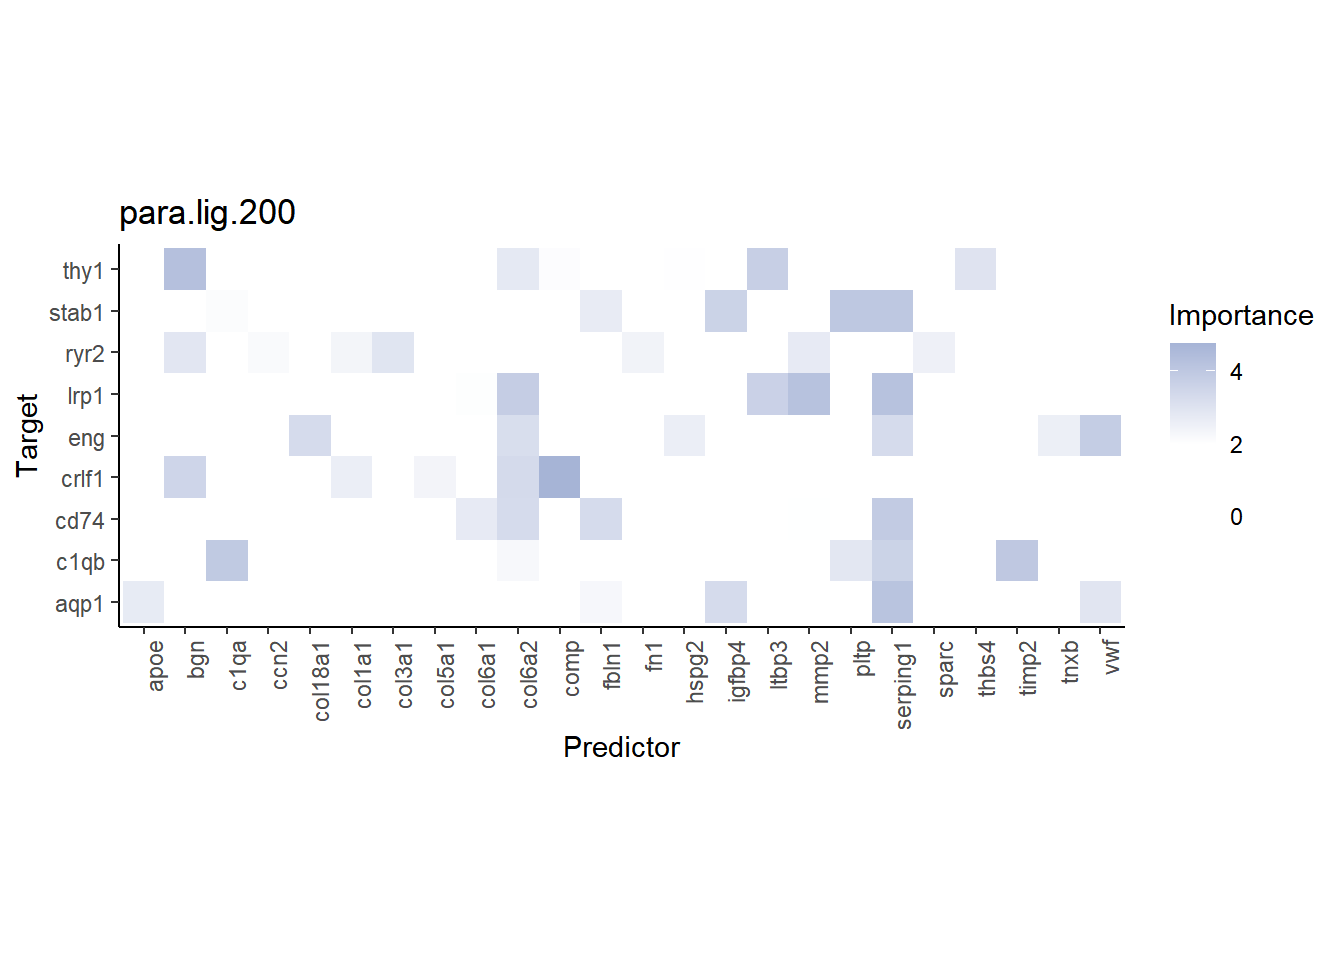 para.lig.200
thy1
stab1
ryr2
lrp1
eng
crlf1
cd74
c1qb
aqp1
Target
apoe
bgn
c1qa
ccn2
col18a1
col1a1
col3a1
col5a1
col6a1
col6a2
comp
fbln1
fn1
hspg2
igfbp4
ltbp3
mmp2
pltp
serping1
sparc
thbs4
timp2
tnxb
vwf
Predictor
Importance
4
2
0